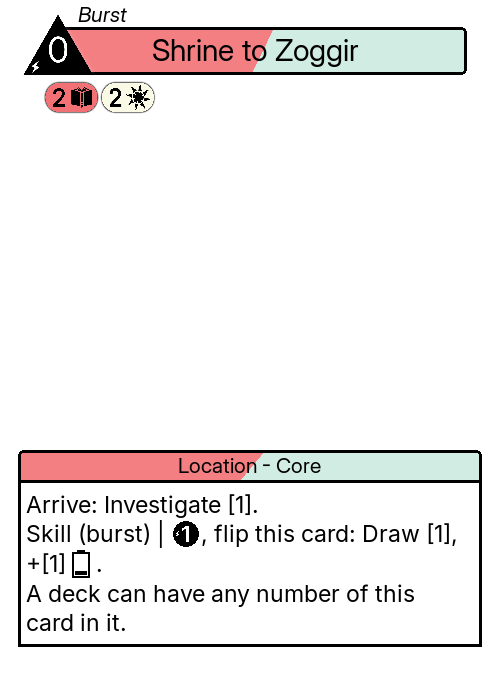 Burst
0 Shrine to Zoggir
2 2
Location - Core
Arrive: Investigate [1].
Skill (burst) | 1, flip this card: Draw [1],
+[1] .
A deck can have any number of this
card in it.